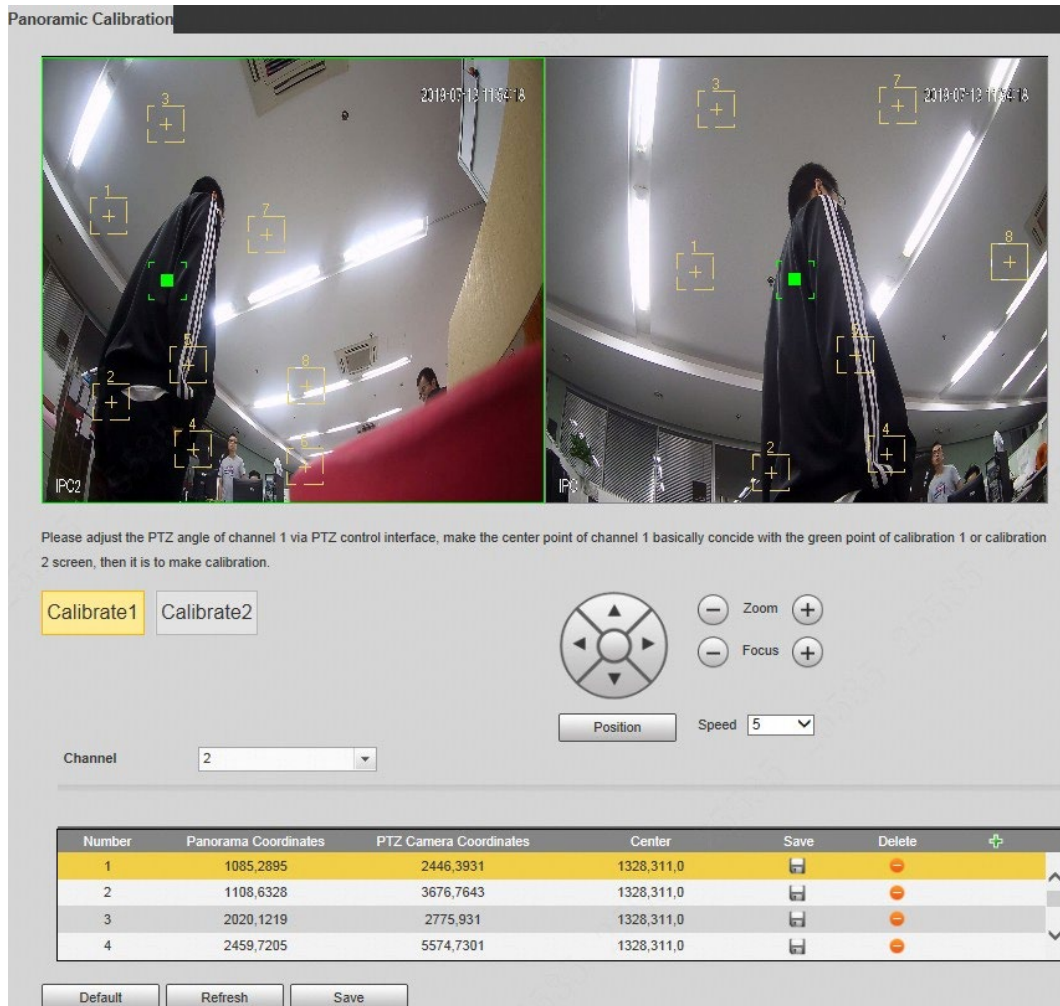 Panoramic Calibration
3
1
7
5
2
8
4
6
2019-07-13 11:54:18
IPC2
3
7
1
8
5
2
4
2019-07-13 11:54:18
IPC
Please adjust the PTZ angle of channel 1 via PTZ control interface, make the center point of channel 1 basically concide with the green point of calibration 1 or calibration
2 screen, then it is to make calibration.
Calibrate1 Calibrate2
Zoom
Focus
Position Speed 5
Channel 2
Number Panorama Coordinates PTZ Camera Coordinates Center Save Delete
1 1085,2895 2446,3931 1328,311,0
2 1108,6328 3676,7643 1328,311,0
3 2020,1219 2775,931 1328,311,0
4 2459,7205 5574,7301 1328,311,0
Default Refresh Save